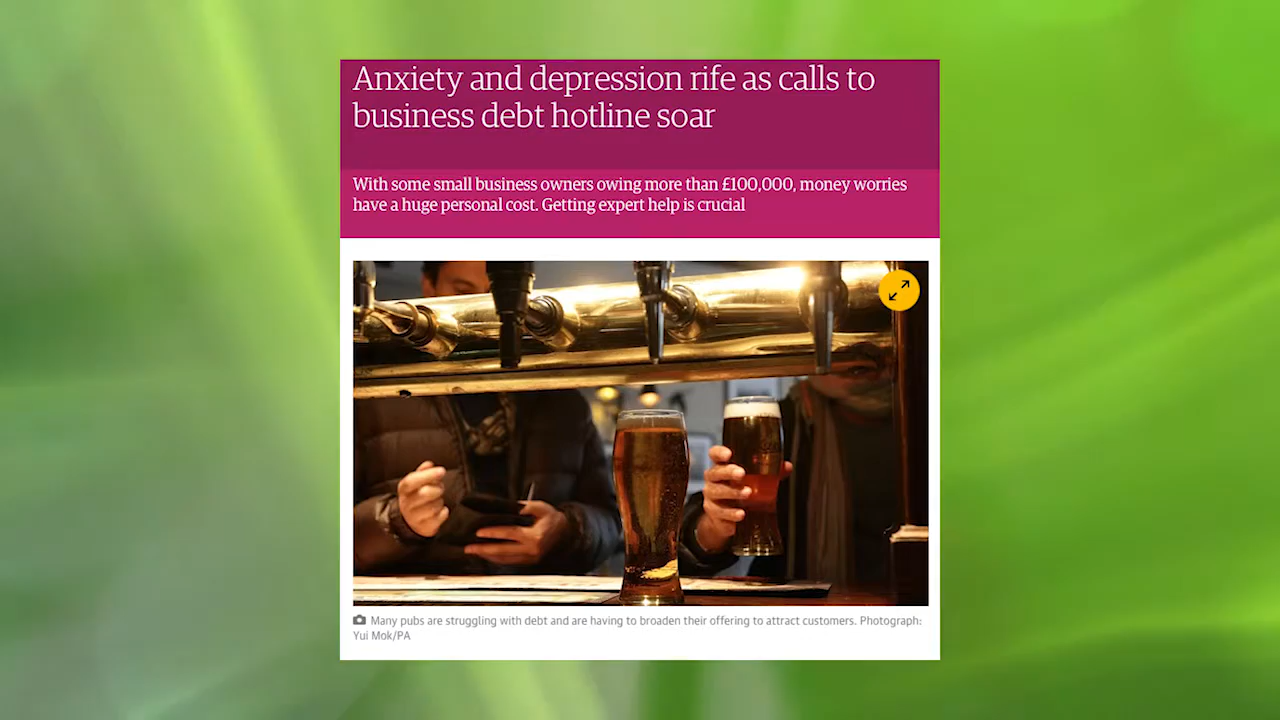 Anxiety and depression rife as calls to
business debt hotline soar
With some small business owners owing more than £100,000, money worries
have a huge personal cost. Getting expert help is crucial
Many pubs are struggling with debt and are having to broaden their offering to attract customers. Photograph:
Yui Mok/PA